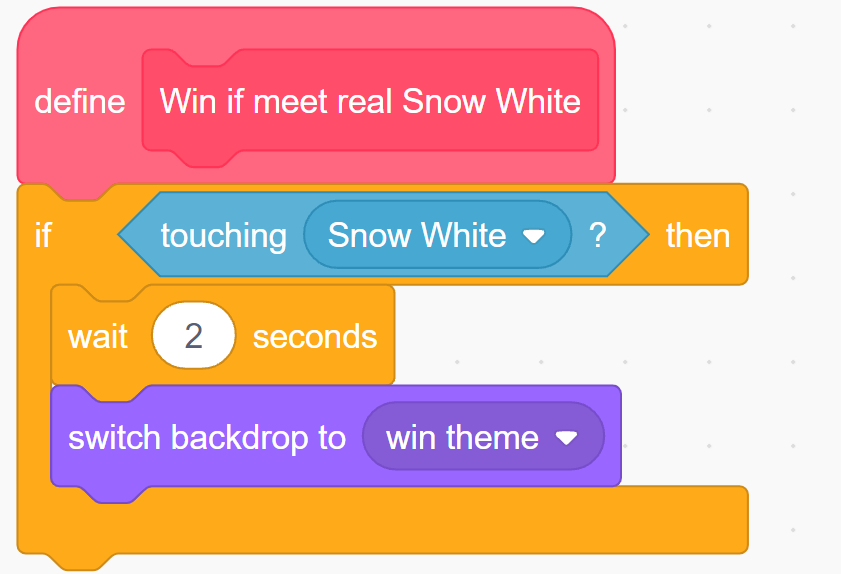 define Win if meet real Snow White
if touching Snow White ? then
wait 2 seconds
switch backdrop to win theme